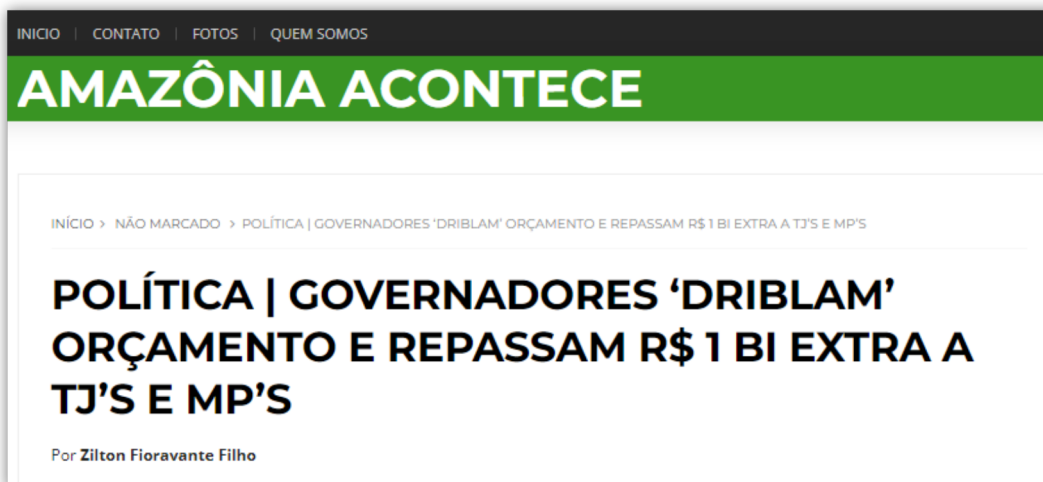 INICIO | CONTATO | FOTOS | QUEM SOMOS
AMAZÔNIA ACONTECE
INÍCIO > NÃO MARCADO > POLÍTICA | GOVERNADORES ‘DRIBLAM’ ORÇAMENTO E REPASSAM R$ 1 BI EXTRA A TJ’S E MP’S
POLÍTICA | GOVERNADORES ‘DRIBLAM’
ORÇAMENTO E REPASSAM R$ 1 BI EXTRA A
TJ’S E MP’S
Por Zilton Fioravante Filho